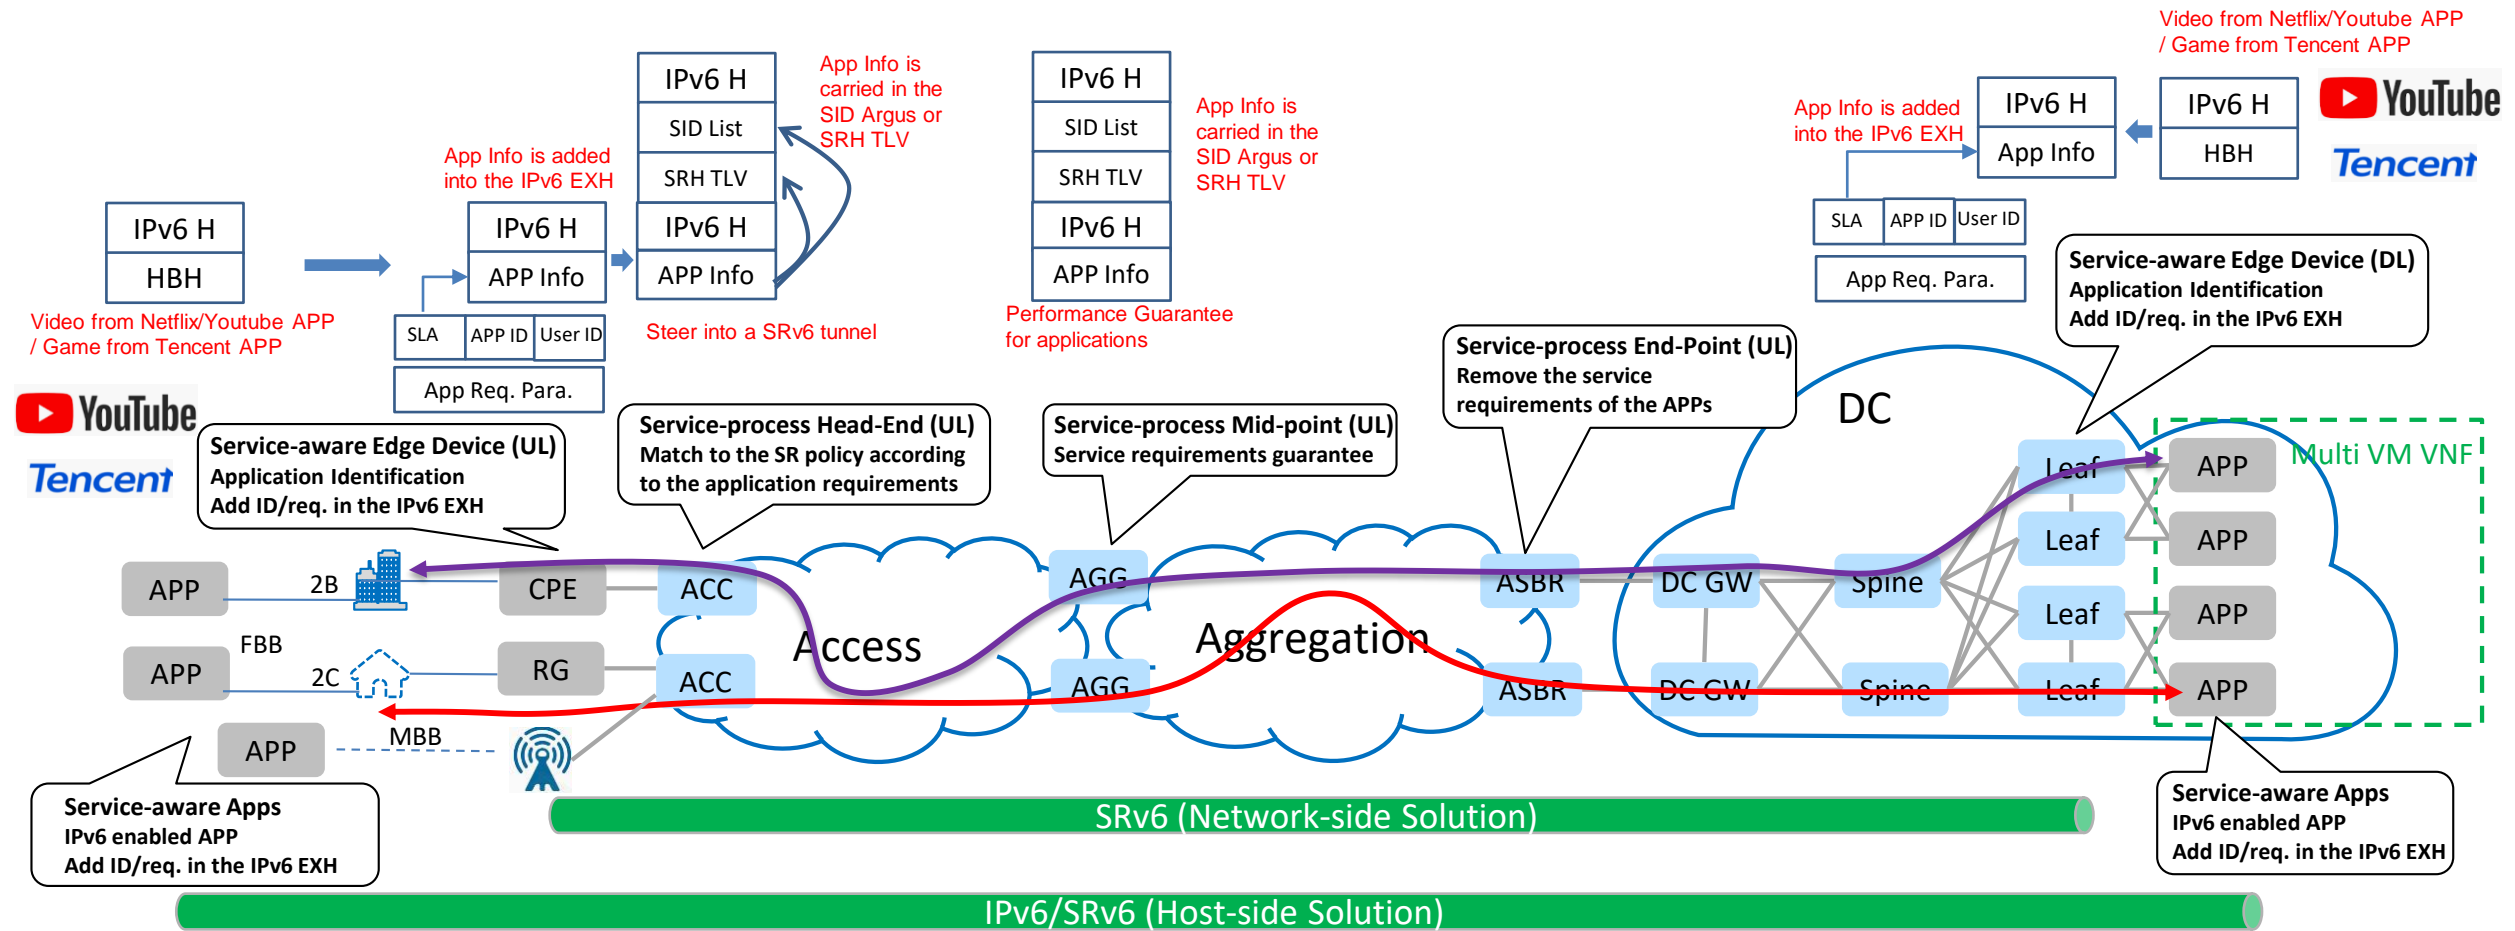 Video from Netflix/Youtube APP
/ Game from Tencent APP
IPv6 H
SID List
SRH TLV
IPv6 H
APP Info
App Info is
carried in the
SID Argus or
SRH TLV
IPv6 H
SID List
SRH TLV
IPv6 H
APP Info
App Info is
carried in the
SID Argus or
SRH TLV
App Info is added
into the IPv6 EXH
IPv6 H
App Info
IPv6 H
HBH
YouTube
Tencent
App Info is added
into the IPv6 EXH
IPv6 H
HBH
IPv6 H
APP Info
SLA
APP ID
User ID
App Req. Para.
Video from Netflix/Youtube APP
/ Game from Tencent APP
SLA
APP ID
User ID
App Req. Para.
Steer into a SRv6 tunnel
Performance Guarantee
for applications
YouTube
Tencent
Service-aware Edge Device (UL)
Application Identification
Add ID/req. in the IPv6 EXH
Service-process Head-End (UL)
Match to the SR policy according
to the application requirements
Service-process Mid-point (UL)
Service requirements guarantee
Service-process End-Point (UL)
Remove the service
requirements of the APPs
Service-aware Edge Device (DL)
Application Identification
Add ID/req. in the IPv6 EXH
DC
Multi VM VNF
APP
2B
CPE
ACC
AGG
ASBR
DC GW
Spine
Leaf
APP
Leaf
APP
FBB
Access
Aggregation
Leaf
APP
APP
2C
RG
ACC
AGG
ASBR
DC GW
Spine
Leaf
APP
APP
MBB
Service-aware Apps
IPv6 enabled APP
Add ID/req. in the IPv6 EXH
Service-aware Apps
IPv6 enabled APP
Add ID/req. in the IPv6 EXH
SRv6 (Network-side Solution)
IPv6/SRv6 (Host-side Solution)